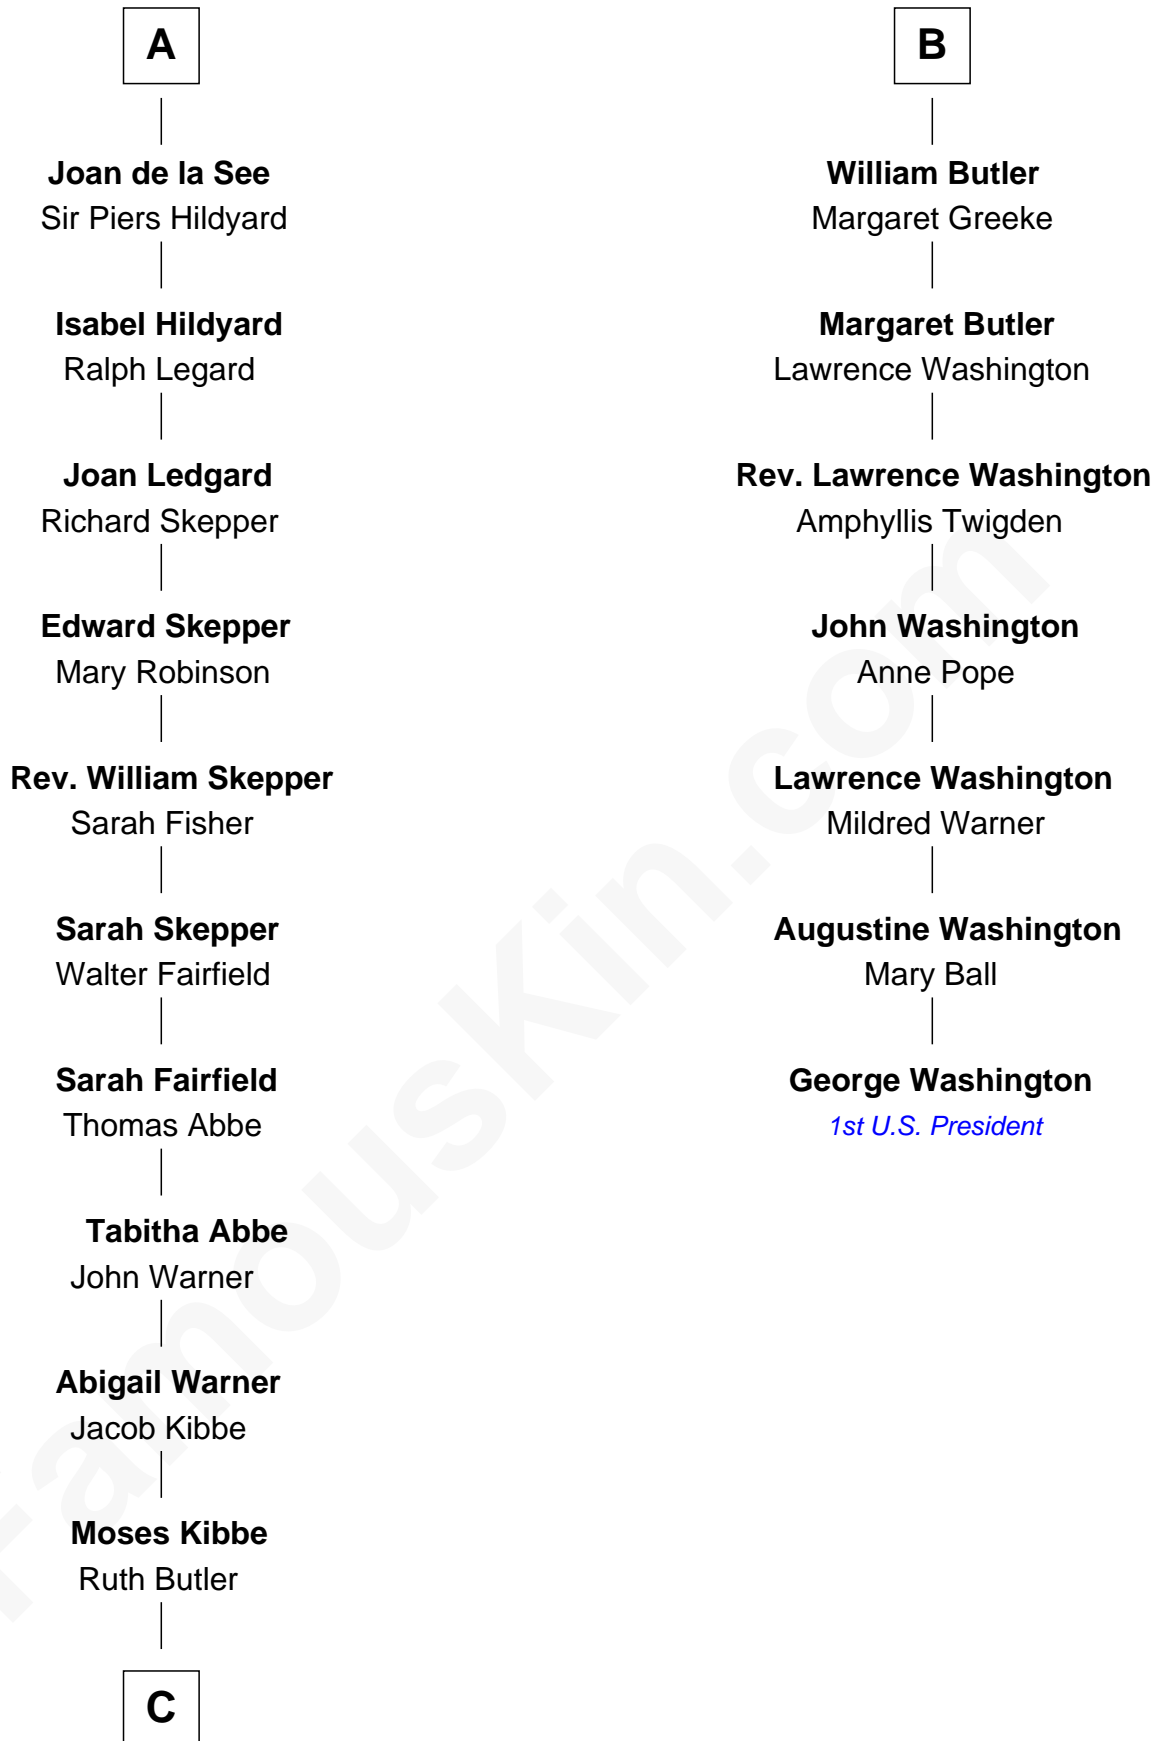 A
Joan de la See
Sir Piers Hildyard
Isabel Hildyard
Ralph Legard
Joan Ledgard
Richard Skepper
Edward Skepper
Mary Robinson
Rev. William Skepper
Sarah Fisher
Sarah Skepper
Walter Fairfield
Sarah Fairfield
Thomas Abbe
Tabitha Abbe
John Warner
Abigail Warner
Jacob Kibbe
Moses Kibbe
Ruth Butler
C
B
William Butler
Margaret Greeke
Margaret Butler
Lawrence Washington
Rev. Lawrence Washington
Amphyllis Twigden
John Washington
Anne Pope
Lawrence Washington
Mildred Warner
Augustine Washington
Mary Ball
George Washington
1st U.S. President
FamousKin.com